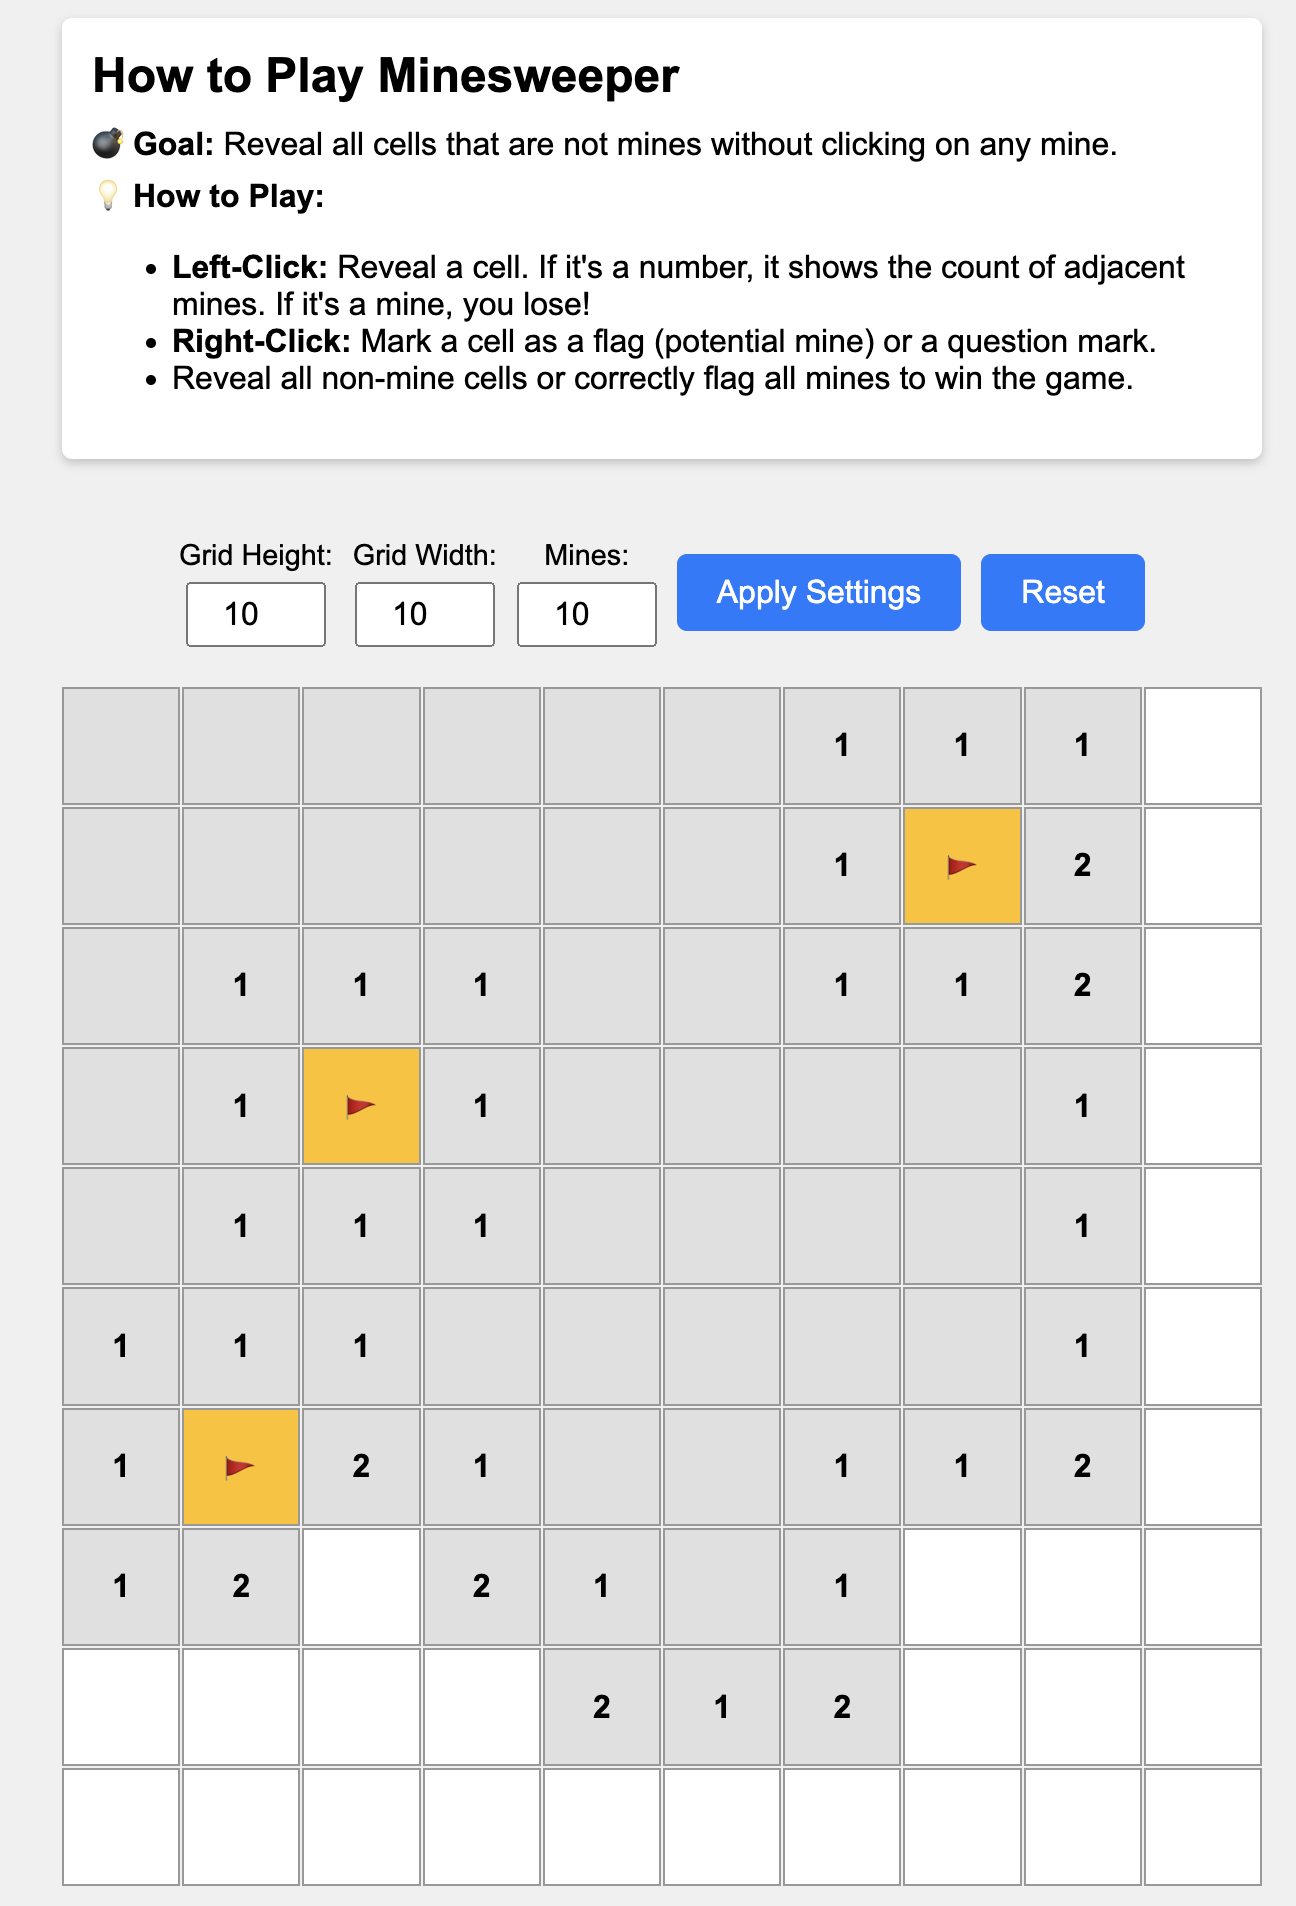 How to Play Minesweeper
💣 Goal: Reveal all cells that are not mines without clicking on any mine.
💡 How to Play:
• Left-Click: Reveal a cell. If it's a number, it shows the count of adjacent
mines. If it's a mine, you lose!
• Right-Click: Mark a cell as a flag (potential mine) or a question mark.
• Reveal all non-mine cells or correctly flag all mines to win the game.
Grid Height: Grid Width: Mines:
10 10 10 Apply Settings Reset
1 1 1
1 🚩 2
1 1 1 1 1 2
1 🚩 1 1
1 1 1 1
1 1 1 1
1 🚩 2 1 1 1 2
1 2 2 1 1
2 1 2